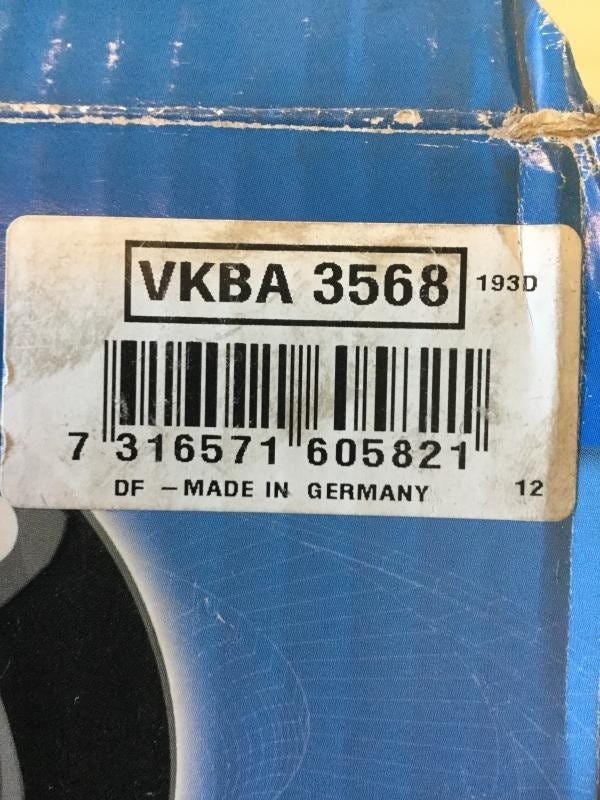 VKBA 3568 193D
7 316571 605821
DF – MADE IN GERMANY 12